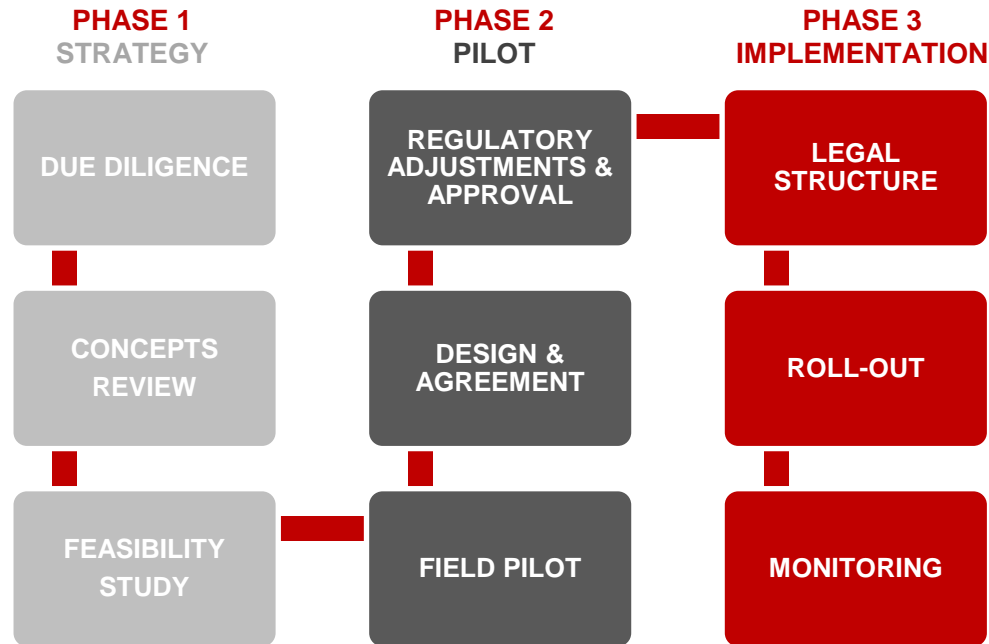 PHASE 1
STRATEGY
PHASE 2
PILOT
PHASE 3
IMPLEMENTATION
DUE DILIGENCE
REGULATORY
ADJUSTMENTS &
APPROVAL
LEGAL
STRUCTURE
CONCEPTS
REVIEW
DESIGN &
AGREEMENT
ROLL-OUT
FEASIBILITY
STUDY
FIELD PILOT
MONITORING